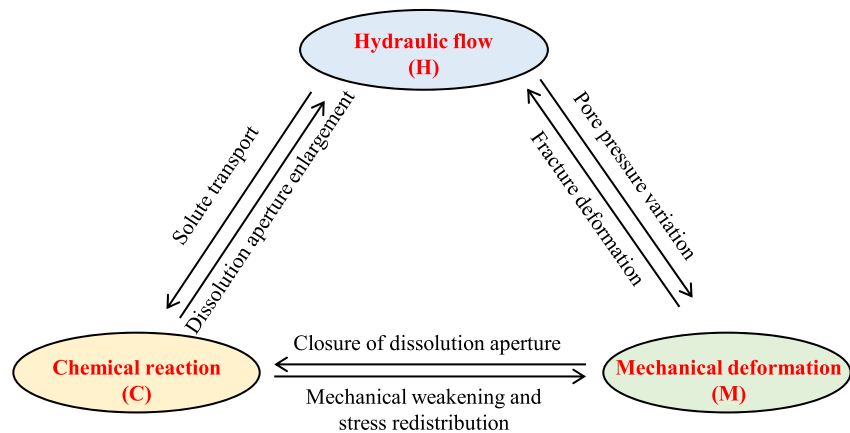 Hydraulic flow
(H)
Solute transport
Dissolution aperture enlargement
Pore pressure variation
Fracture deformation
Chemical reaction
(C)
Closure of dissolution aperture
Mechanical weakening and
stress redistribution
Mechanical deformation
(M)